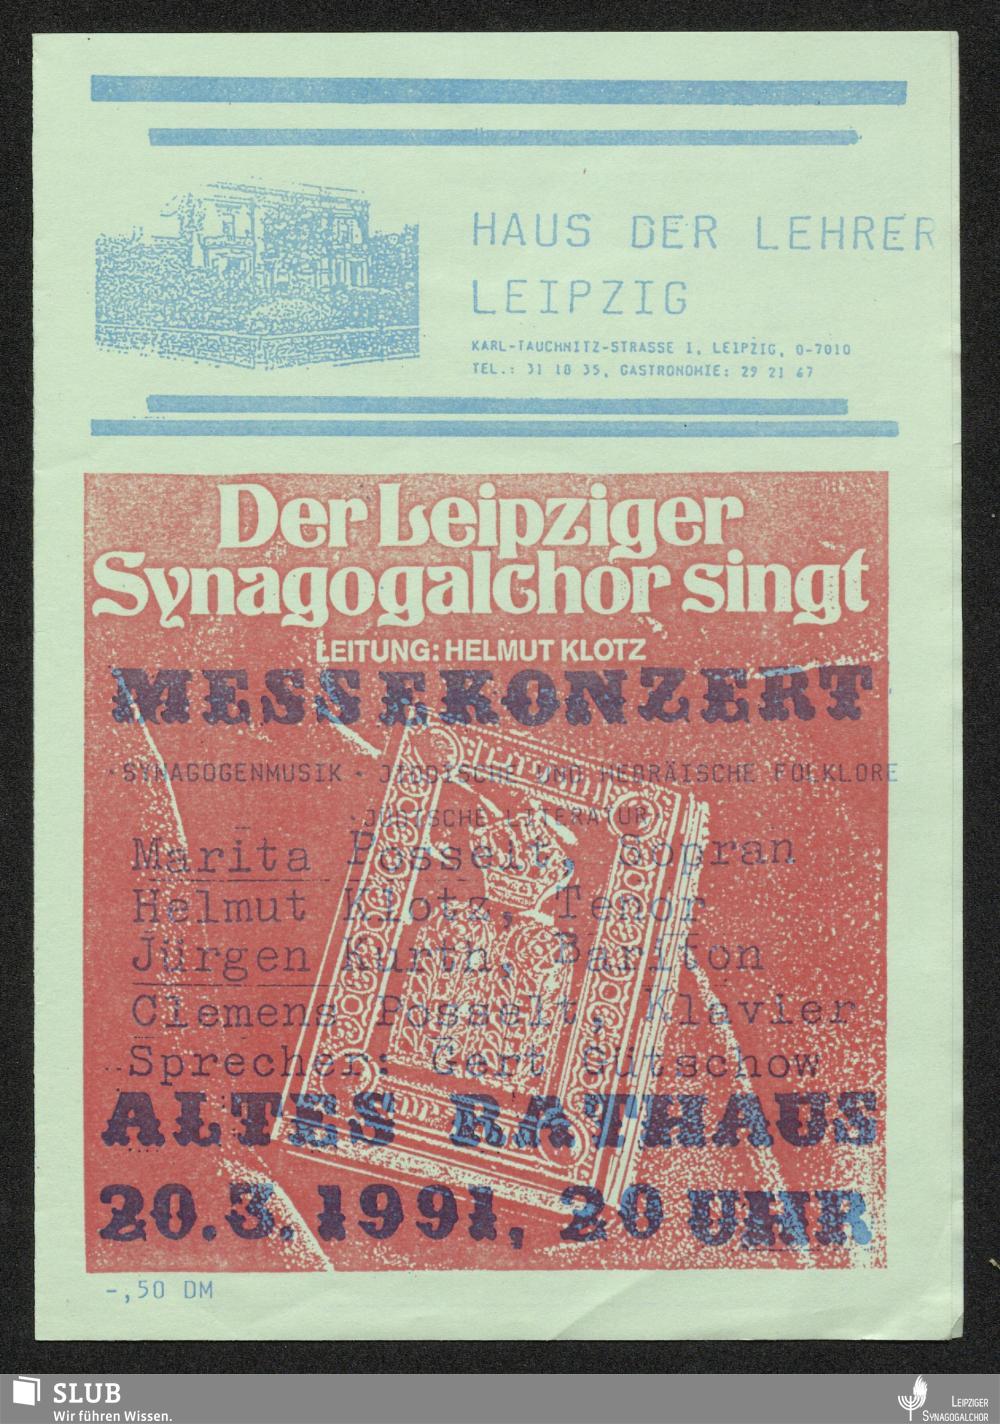 HAUS DER LEHRER
LEIPZIG
KARL-TAUCHNITZ-STRASSE 1, LEIPZIG, O-7010
TEL.: 31 18 35, GASTRONOMIE: 29 21 67
Der Leipziger
Synagogalchor singt
LEITUNG: HELMUT KLOTZ
MESSEKONZERT
·SYNAGOGENMUSIK · JIDDISCHE UND HEBRÄISCHE FOLKLORE
·JÜDISCHE LITERATUR
Marita Posselt, Sopran
Helmut Klotz, Tenor
Jürgen Kurth, Bariton
Clemens Posselt, Klavier
Sprecher: Gert Gütschow
ALTES RATHAUS
20.3.1991, 20 UHR
-,50 DM
SLUB
Wir führen Wissen.
LEIPZIGER
SYNAGOGALCHOR